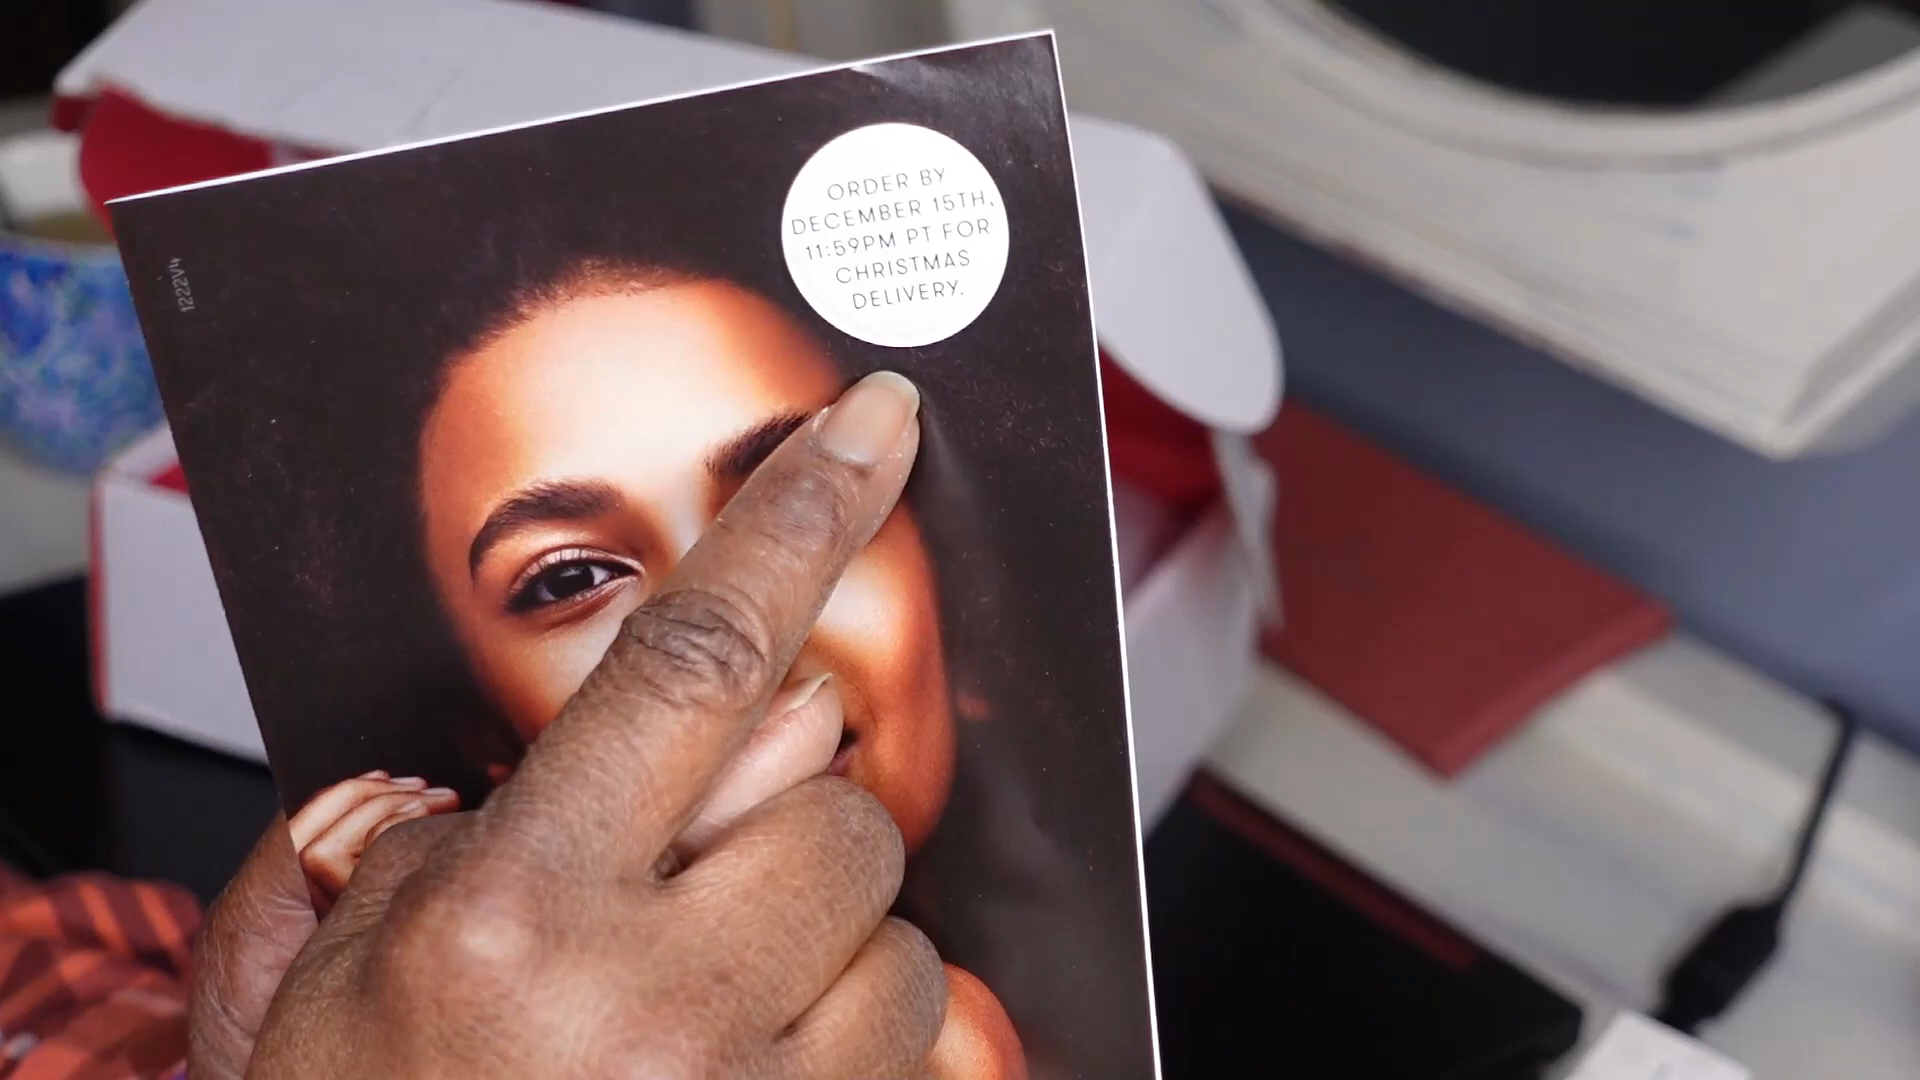 ORDER BY
DECEMBER 15TH,
11:59PM PT FOR
CHRISTMAS
DELIVERY.
1222V4